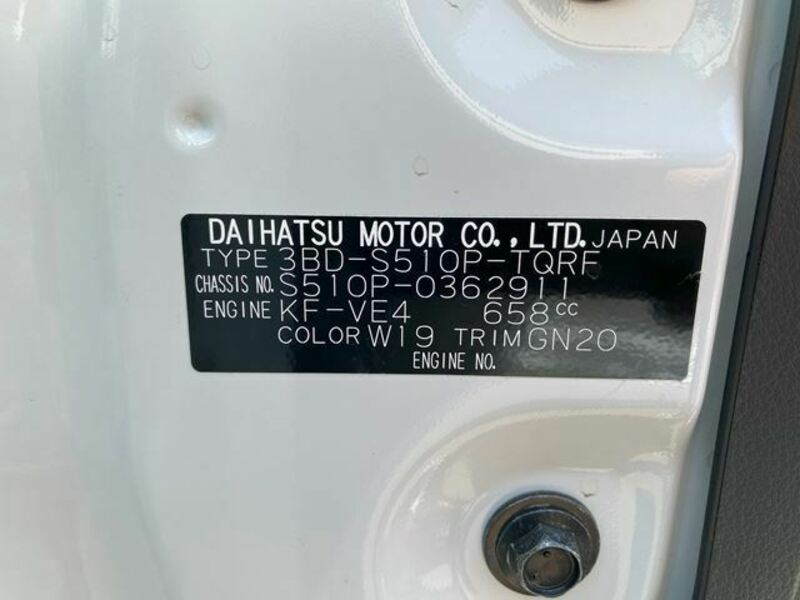 DAIHATSU MOTOR CO., LTD. JAPAN
TYPE 3BD-S510P-TQRF
CHASSIS NO. S510P-0362911
ENGINE KF-VE4 658cc
COLOR W19 TRIM GN20
ENGINE NO.